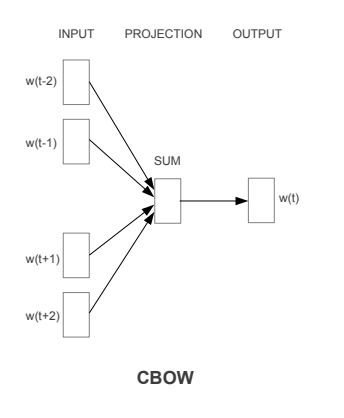 INPUT PROJECTION OUTPUT
w(t-2)
w(t-1)
SUM
w(t)
w(t+1)
w(t+2)
CBOW